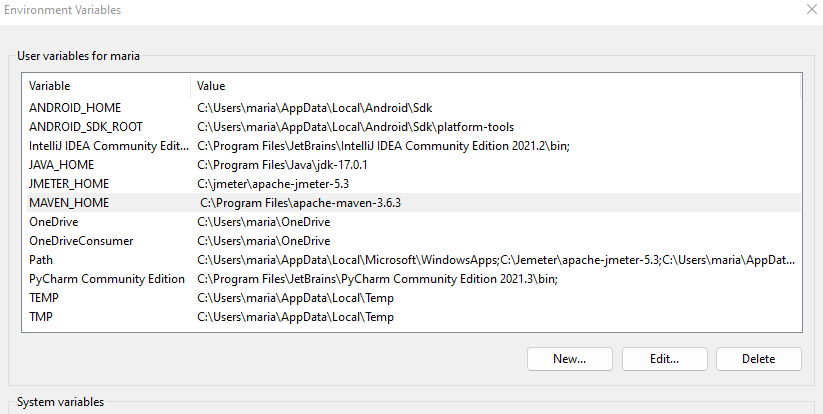 Environment Variables
User variables for maria
Variable Value
ANDROID_HOME C:\Users\maria\AppData\Local\Android\Sdk
ANDROID_SDK_ROOT C:\Users\maria\AppData\Local\Android\Sdk\platform-tools
IntelliJ IDEA Community Edit... C:\Program Files\JetBrains\IntelliJ IDEA Community Edition 2021.2\bin;
JAVA_HOME C:\Program Files\Java\jdk-17.0.1
JMETER_HOME C:\jmeter\apache-jmeter-5.3
MAVEN_HOME C:\Program Files\apache-maven-3.6.3
OneDrive C:\Users\maria\OneDrive
OneDriveConsumer C:\Users\maria\OneDrive
Path C:\Users\maria\AppData\Local\Microsoft\WindowsApps;C:\Jemeter\apache-jmeter-5.3;C:\Users\maria\AppDat...
PyCharm Community Edition C:\Program Files\JetBrains\PyCharm Community Edition 2021.3\bin;
TEMP C:\Users\maria\AppData\Local\Temp
TMP C:\Users\maria\AppData\Local\Temp
New... Edit... Delete
System variables